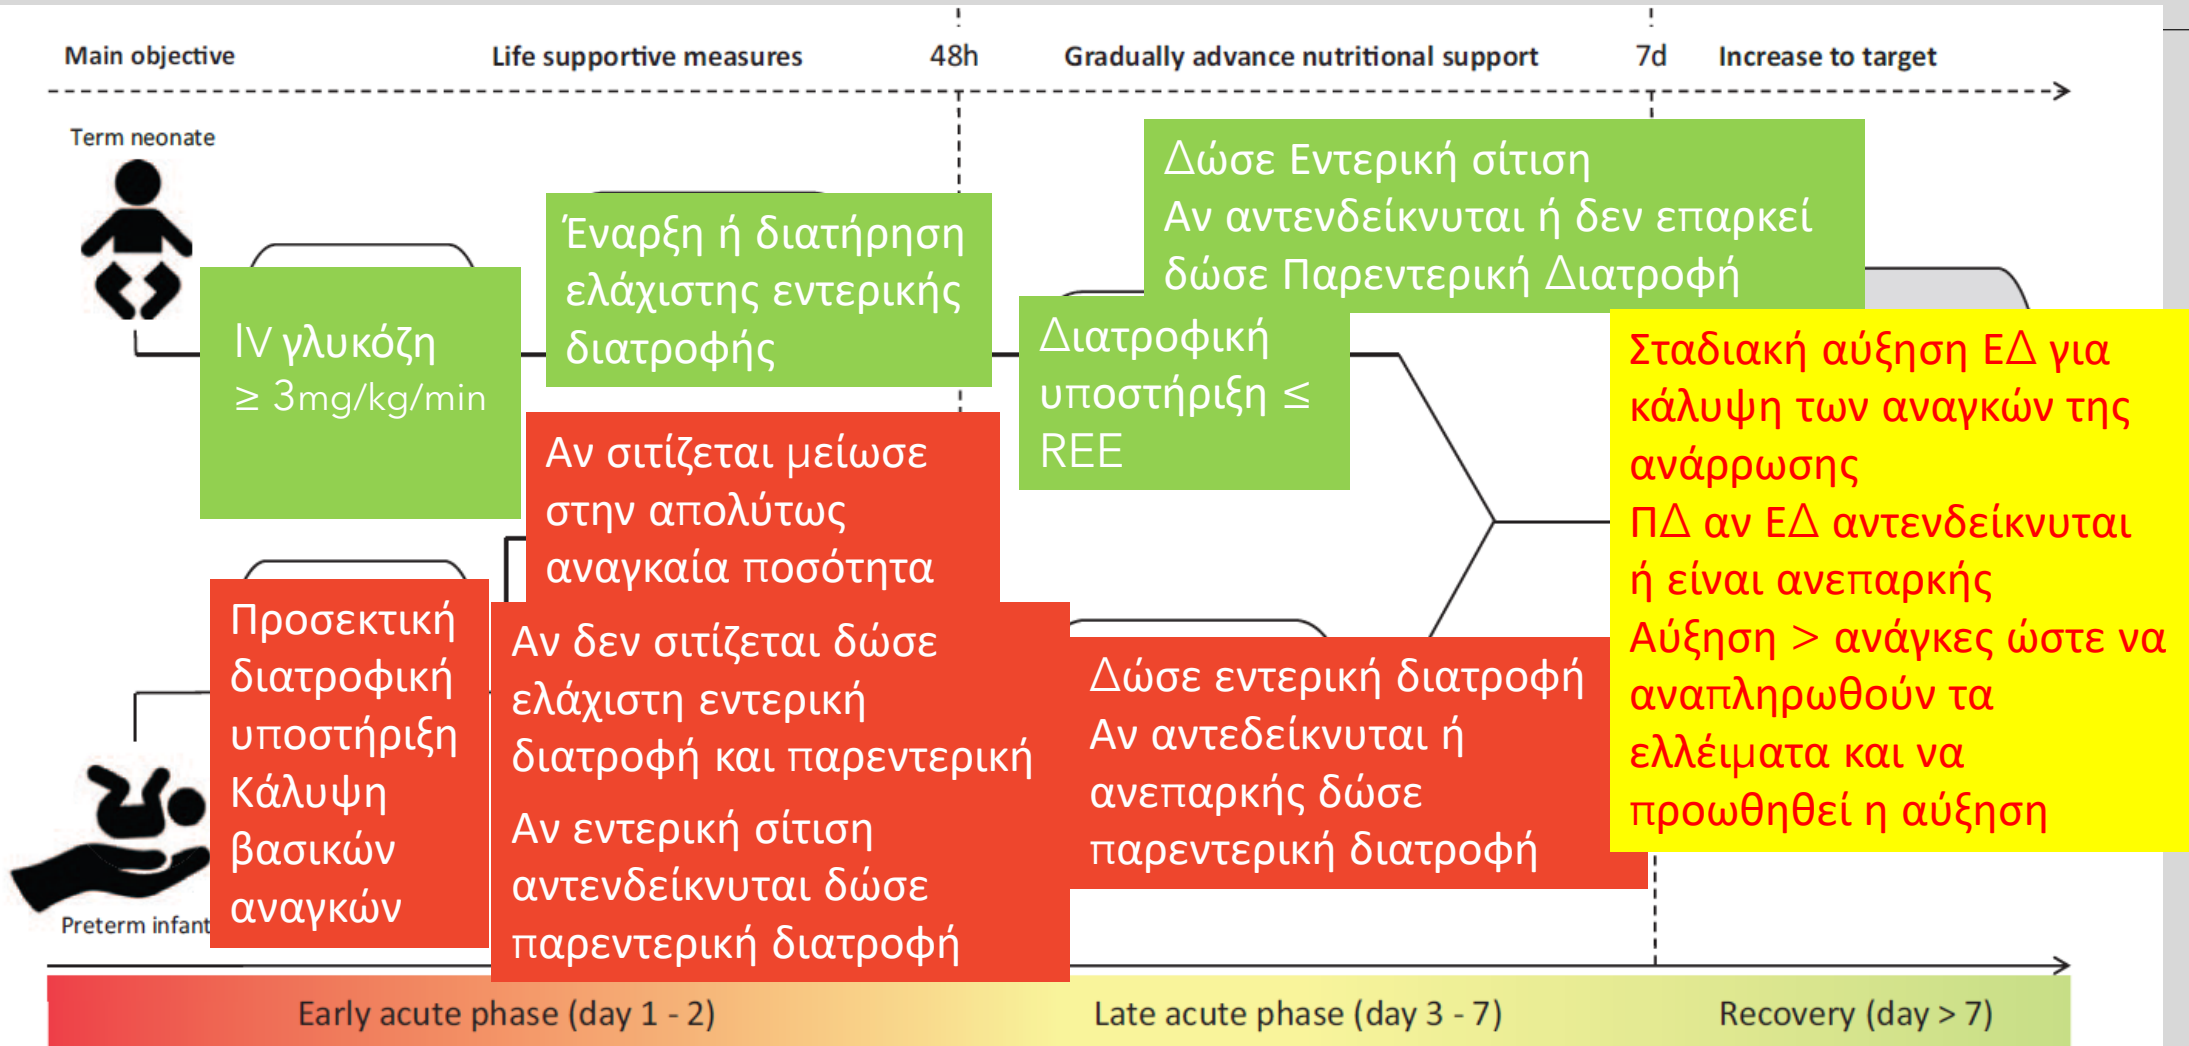 Main objective
Life supportive measures
48h
Gradually advance nutritional support
7d
Increase to target
Term neonate
IV γλυκόζη
≥ 3mg/kg/min
Έναρξη ή διατήρηση
ελάχιστης εντερικής
διατροφής
Δώσε Εντερική σίτιση
Αν αντενδείκνυται ή δεν επαρκεί
δώσε Παρεντερική Διατροφή
Διατροφική
υποστήριξη ≤
REE
Σταδιακή αύξηση ΕΔ για
κάλυψη των αναγκών της
ανάρρωσης
ΠΔ αν ΕΔ αντενδείκνυται
ή είναι ανεπαρκής
Αύξηση > ανάγκες ώστε να
αναπληρωθούν τα
ελλέιματα και να
προωθηθεί η αύξηση
Αν σιτίζεται μείωσε
στην απολύτως
αναγκαία ποσότητα
Προσεκτική
διατροφική
υποστήριξη
Κάλυψη
βασικών
αναγκών
Αν δεν σιτίζεται δώσε
ελάχιστη εντερική
διατροφή και παρεντερική
Αν εντερική σίτιση
αντενδείκνυται δώσε
παρεντερική διατροφή
Δώσε εντερική διατροφή
Αν αντεδείκνυται ή
ανεπαρκής δώσε
παρεντερική διατροφή
Preterm infant
Early acute phase (day 1 - 2)
Late acute phase (day 3 - 7)
Recovery (day > 7)